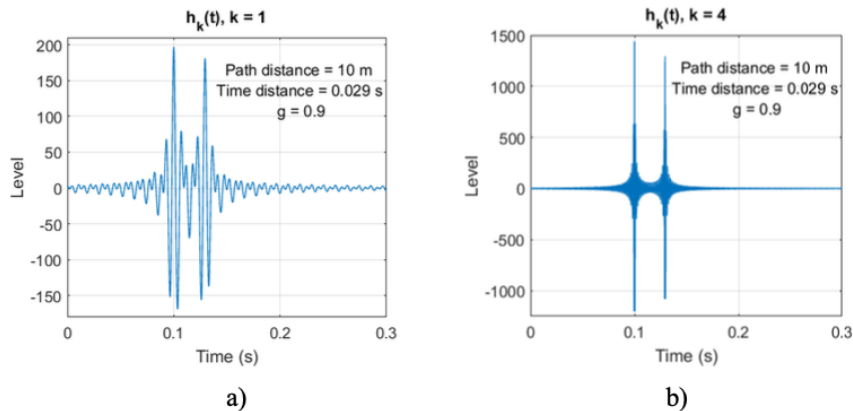 h_k(t), k = 1
200
150
100
50
0
-50
-100
-150
Level
Path distance = 10 m
Time distance = 0.029 s
g = 0.9
0
0.1
0.2
0.3
Time (s)
a)
h_k(t), k = 4
1500
1000
500
0
-500
-1000
Level
Path distance = 10 m
Time distance = 0.029 s
g = 0.9
0
0.1
0.2
0.3
Time (s)
b)